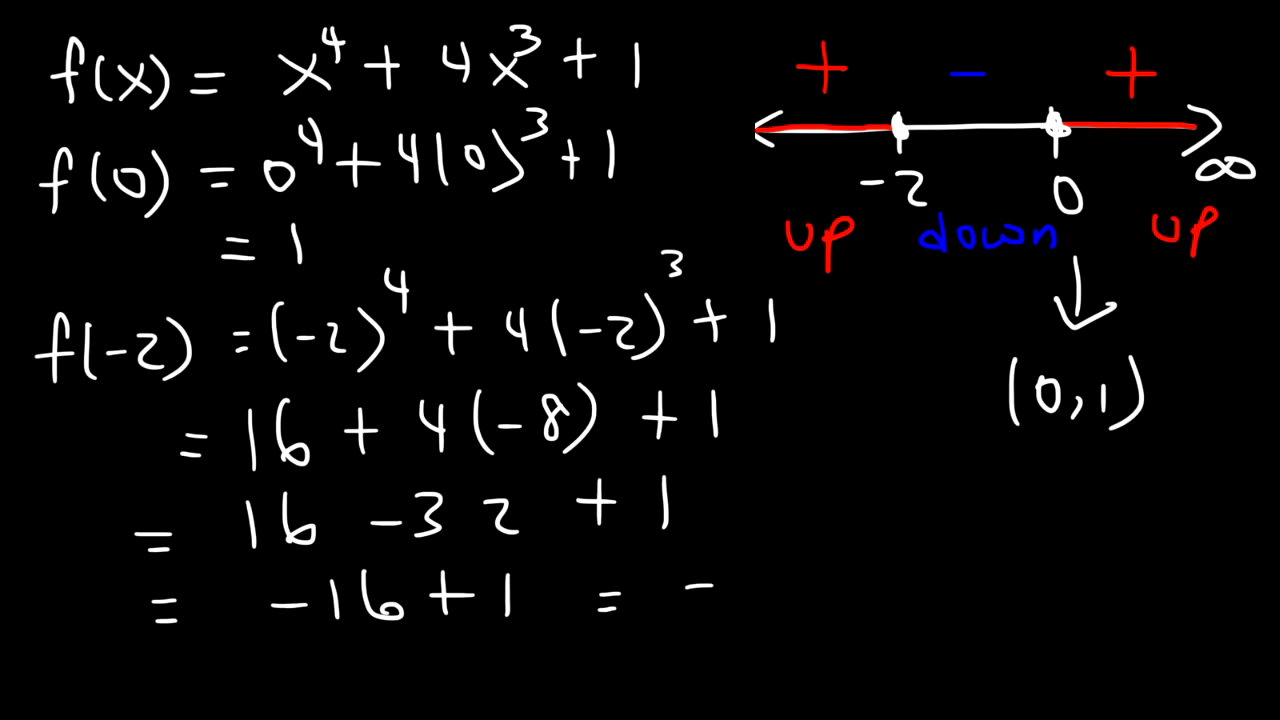 f(x) = x⁴ + 4x³ + 1
f(0) = 0⁴ + 4(0)³ + 1
= 1
f(-2) = (-2)⁴ + 4(-2)³ + 1
= 16 + 4(-8) + 1
= 16 - 32 + 1
= -16 + 1 = -
+ - +
-2 0 ∞
up down up
(0,1)